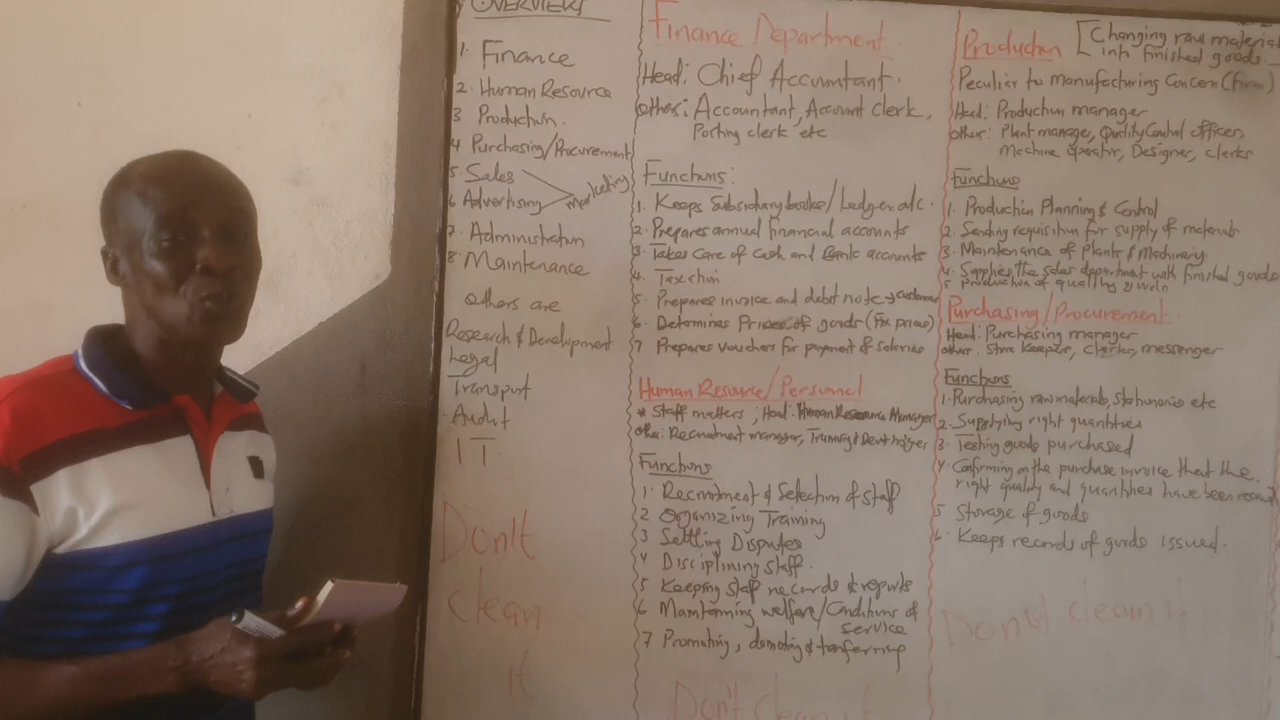 OVERVIEW
1. Finance
2. Human Resource
3 Production.
4 Purchasing/Procurement
5. Sales
6 Advertising
Marketing
7. Administration
8. Maintenance
Others are
Research & Development
Legal
Transport
Audit
IT
Don't
clean
it
Finance Department.
Head: Chief Accountant.
Others: Accountant, Account clerk,
Posting clerk etc
Functions:
1. Keeps Subsidiary books/Ledger a/c.
2. Prepares annual financial accounts
3. Takes Care of Cash and Bank accounts
4. Taxation
5. Prepares invoice and debit note → customer
6. Determines Prices of goods (Fix prices)
7 Prepares vouchers for payment of salaries
Human Resource/Personnel
* Staff matters; Head: Human Resource Manager
other: Recruitment manager, Training & Devt
Functions
1. Recruitment & Selection of staff
2 Organizing Training
3 Settling Disputes
4 Disciplining staff.
5 Keeping staff records & reports
6 Maintaining welfare/Conditions of
service
7 Promoting, demoting &
Don't clean it
Production [Changing raw material
into finished goods.
Peculiar to manufacturing concern (firm)
Head: Production manager
other: Plant manager, Quality Control officer,
Machine operator, Designer, clerks
Functions
1. Production Planning & Control
2. Sending requisition for supply of materials
3. Maintenance of Plants & Machinery
4. Supplies the sales department with finished goods
5 production of quality goods
Purchasing/Procurement.
Head: Purchasing manager
other: Store Keepers, Clerks, messenger
Functions
1. Purchasing raw materials, Stationaries etc
2. Supplying right quantities
3. Testing goods purchased
4. Confirming on the purchase invoice that the
right quality and quantities have been
5 Storage of goods
6. Keeps records of goods issued.
Don't clean it